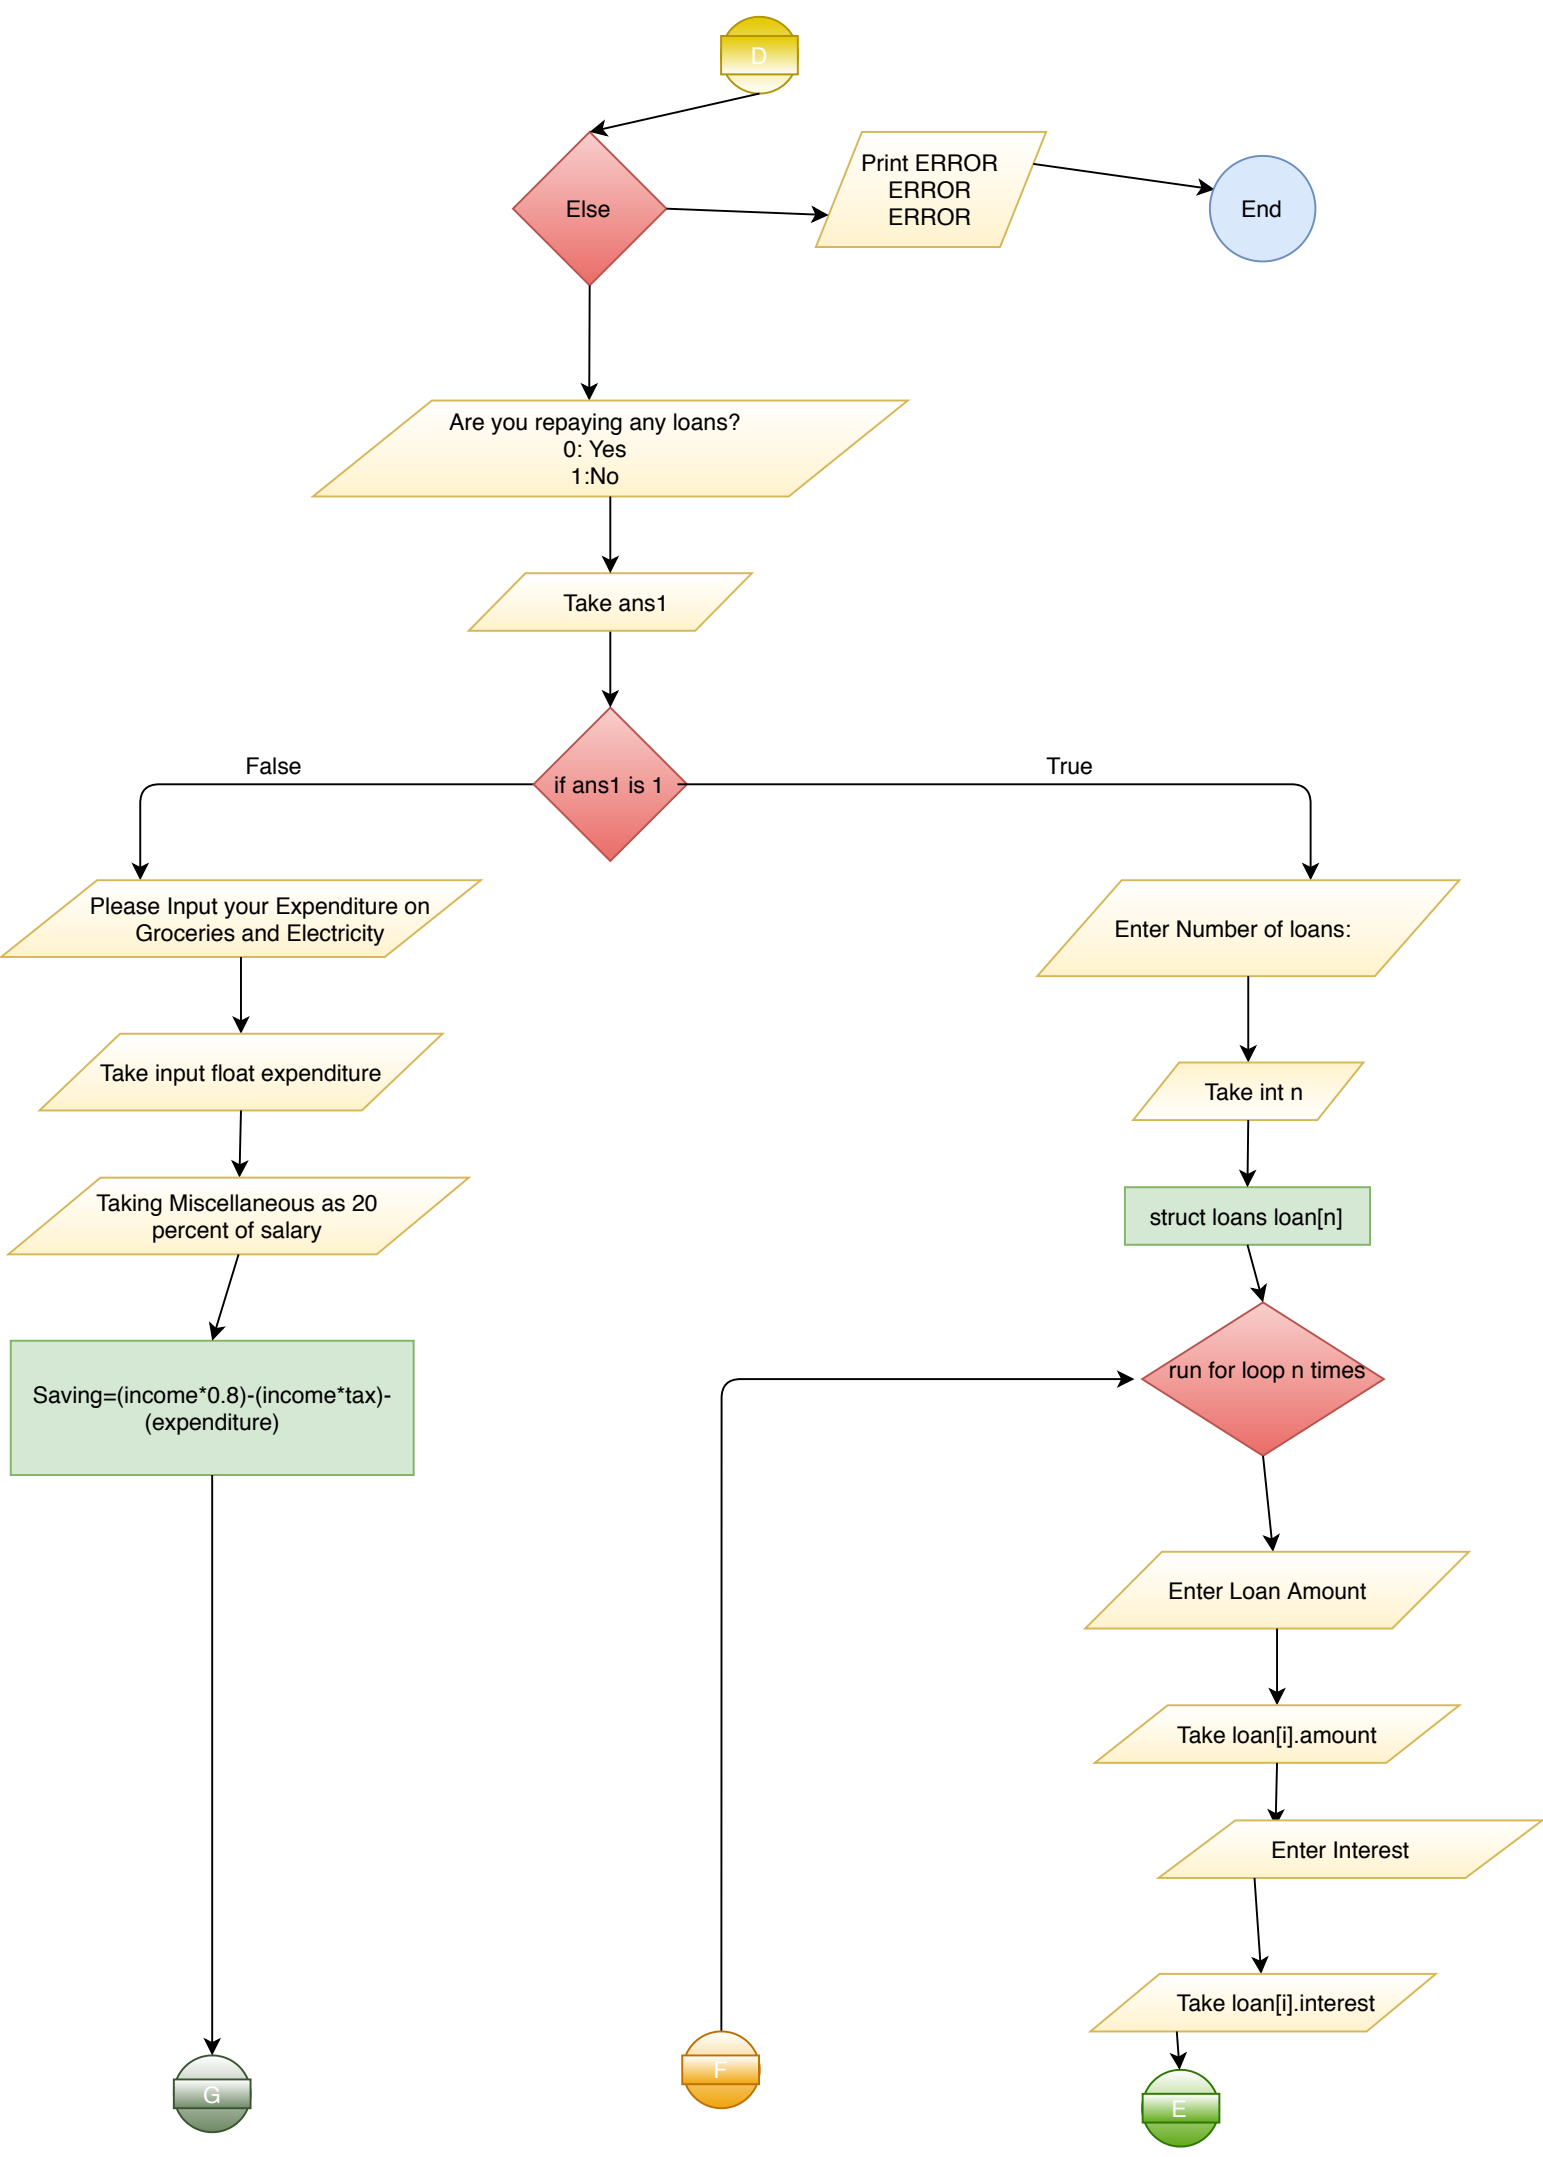 D
Else
Print ERROR
ERROR
ERROR
End
Are you repaying any loans?
0: Yes
1:No
Take ans1
if ans1 is 1
False
True
Please Input your Expenditure on
Groceries and Electricity
Take input float expenditure
Taking Miscellaneous as 20
percent of salary
Saving=(income*0.8)-(income*tax)-
(expenditure)
G
Enter Number of loans:
Take int n
struct loans loan[n]
run for loop n times
Enter Loan Amount
Take loan[i].amount
Enter Interest
Take loan[i].interest
F
E